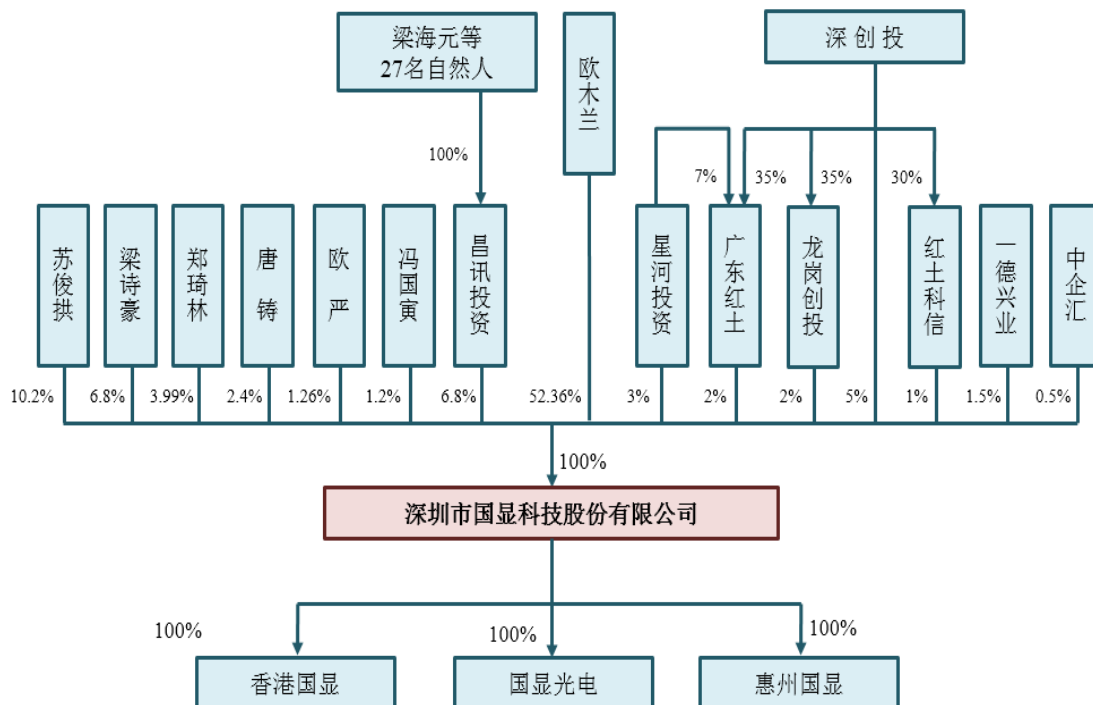 梁海元等
27名自然人
欧木兰
深创投
100%
7%
35%
35%
30%
苏俊拱
梁诗豪
郑琦林
唐铸
欧严
冯国寅
昌讯投资
星河投资
广东红土
龙岗创投
红土科信
一德兴业
中企汇
10.2%
6.8%
3.99%
2.4%
1.26%
1.2%
6.8%
52.36%
3%
2%
2%
5%
1%
1.5%
0.5%
100%
深圳市国显科技股份有限公司
100%
100%
100%
香港国显
国显光电
惠州国显